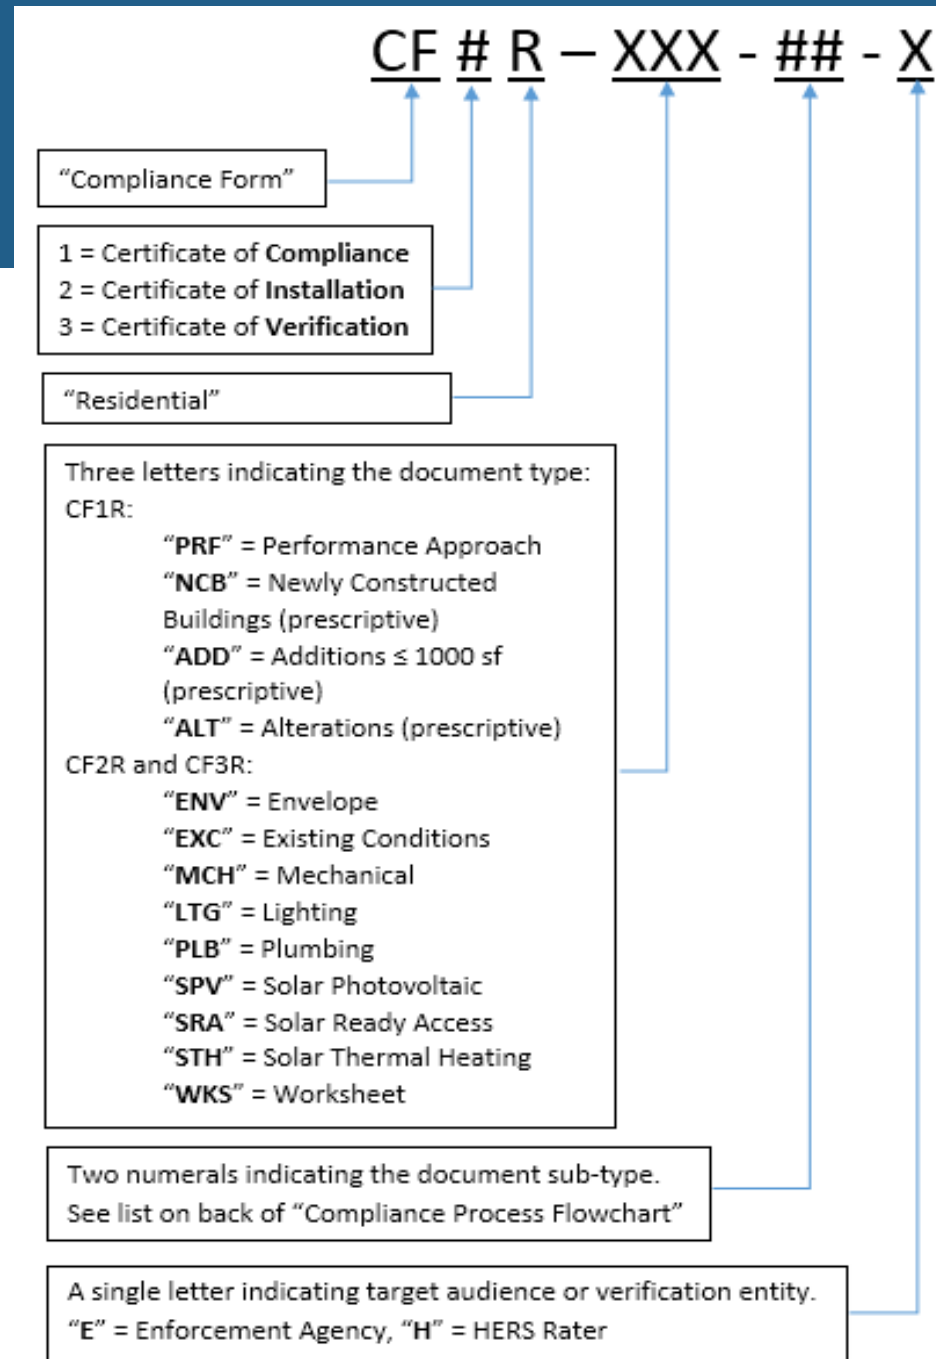 CF # R – XXX - ## - X
“Compliance Form”
1 = Certificate of Compliance
2 = Certificate of Installation
3 = Certificate of Verification
“Residential”
Three letters indicating the document type:
CF1R:
“PRF” = Performance Approach
“NCB” = Newly Constructed
Buildings (prescriptive)
“ADD” = Additions ≤ 1000 sf
(prescriptive)
“ALT” = Alterations (prescriptive)
CF2R and CF3R:
“ENV” = Envelope
“EXC” = Existing Conditions
“MCH” = Mechanical
“LTG” = Lighting
“PLB” = Plumbing
“SPV” = Solar Photovoltaic
“SRA” = Solar Ready Access
“STH” = Solar Thermal Heating
“WKS” = Worksheet
Two numerals indicating the document sub-type.
See list on back of “Compliance Process Flowchart”
A single letter indicating target audience or verification entity.
“E” = Enforcement Agency, “H” = HERS Rater